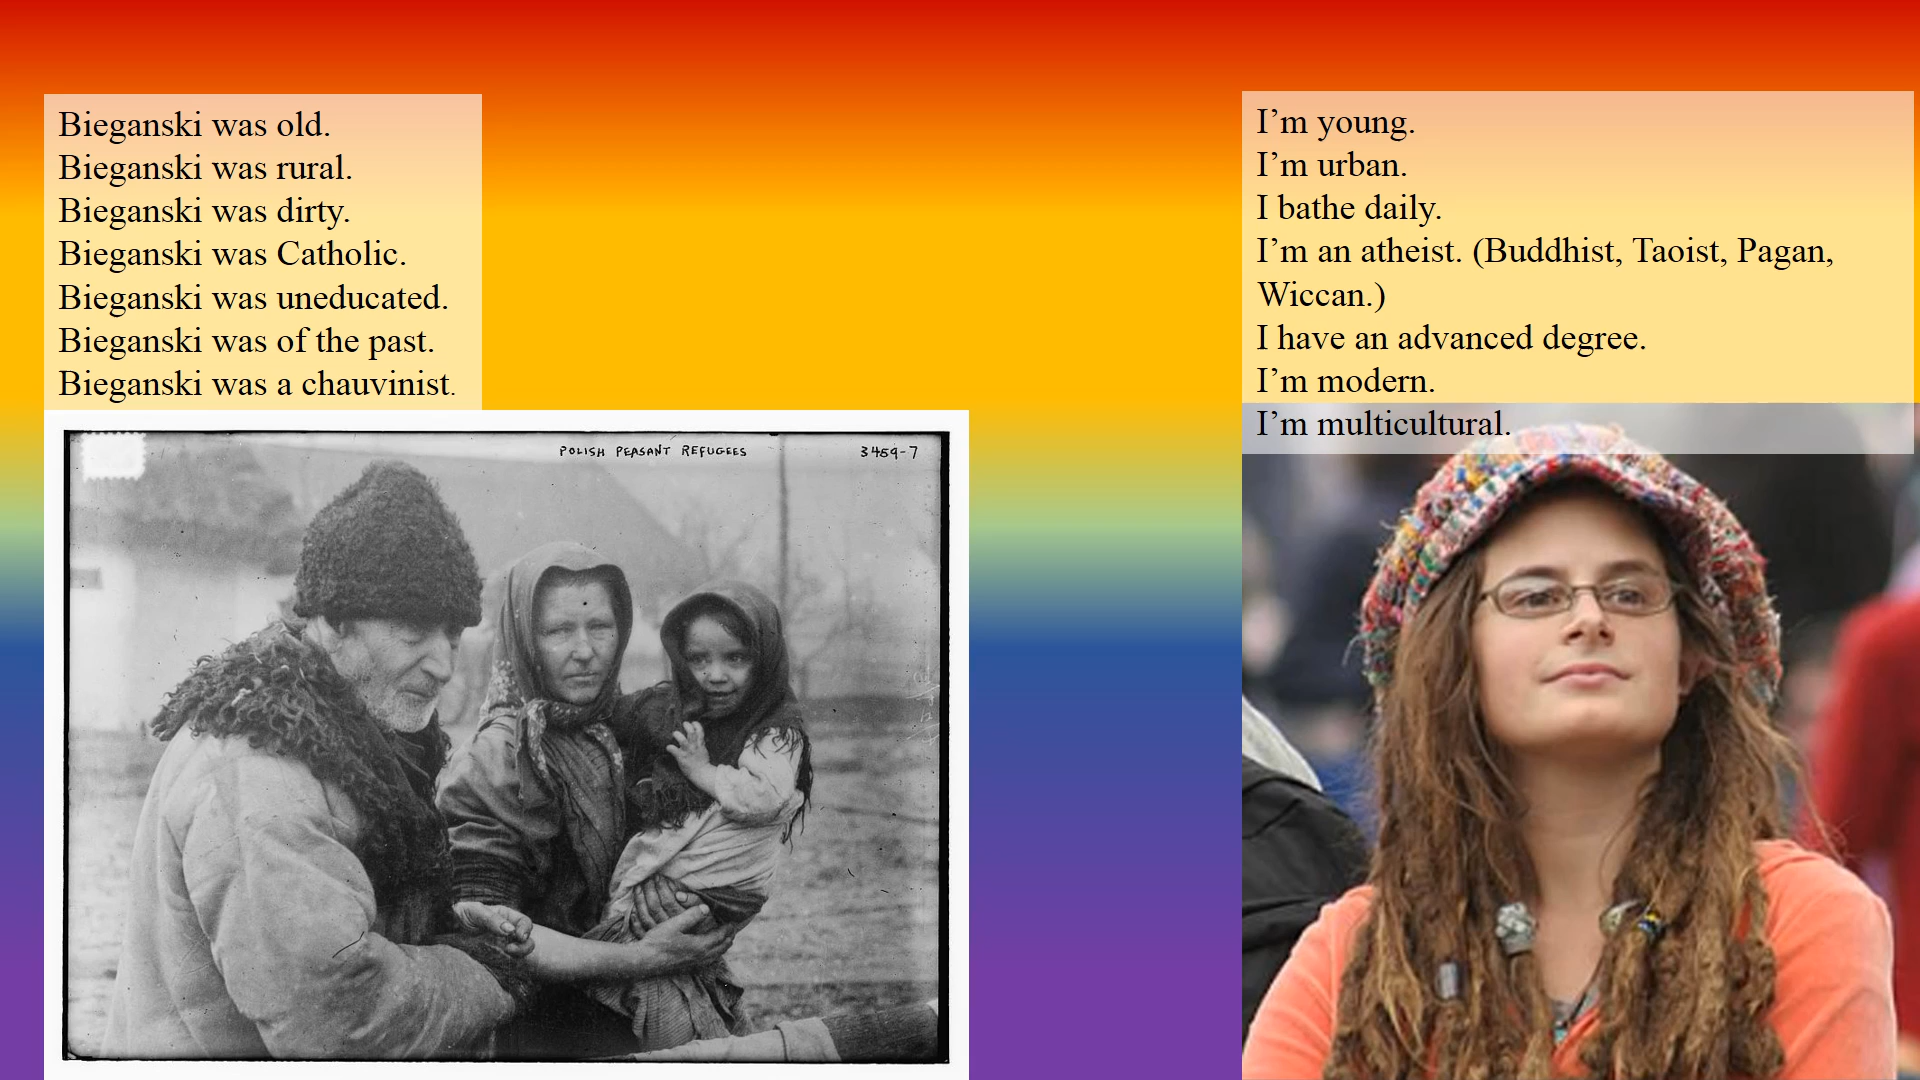 Bieganski was old.
Bieganski was rural.
Bieganski was dirty.
Bieganski was Catholic.
Bieganski was uneducated.
Bieganski was of the past.
Bieganski was a chauvinist.
POLISH PEASANT REFUGEES 3459-7
I’m young.
I’m urban.
I bathe daily.
I’m an atheist. (Buddhist, Taoist, Pagan,
Wiccan.)
I have an advanced degree.
I’m modern.
I’m multicultural.